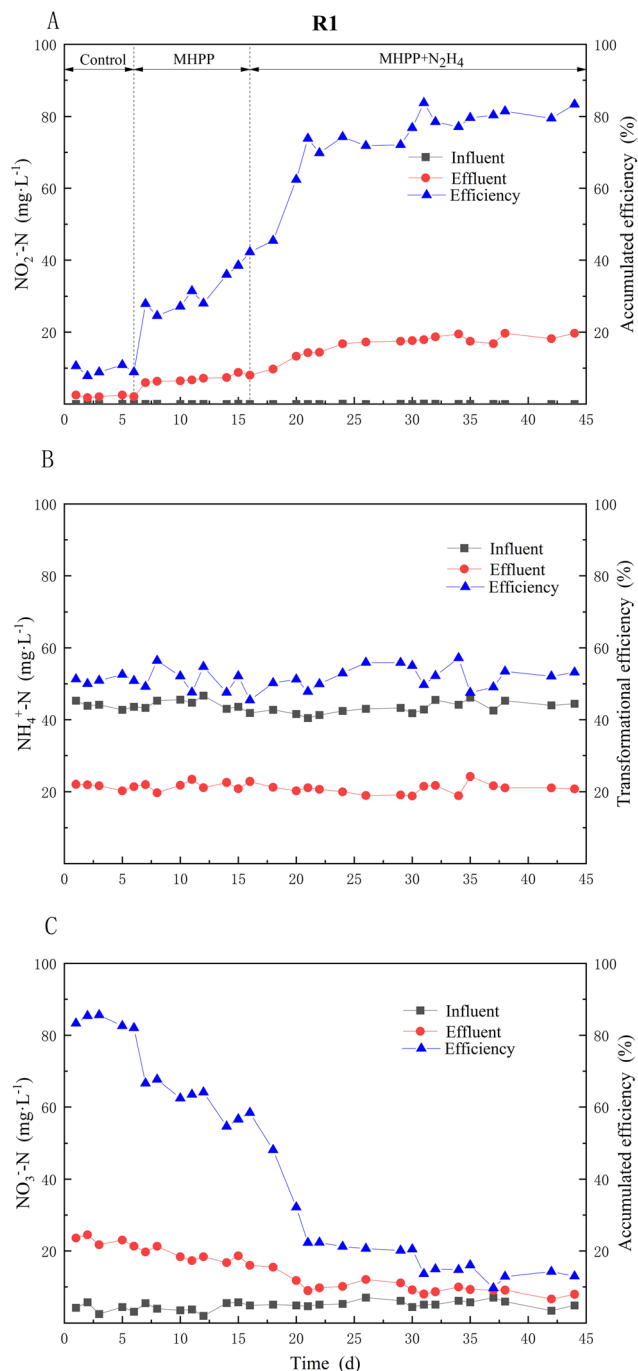 A
R1
100
80
60
40
20
0
100
80
60
40
20
Control
MHPP
MHPP+N₂H₄
Influent
Effluent
Efficiency
NO₂⁻-N (mg·L⁻¹)
Accumulated efficiency (%)
0 5 10 15 20 25 30 35 40 45
B
100
80
60
40
20
100
80
60
40
20
Influent
Effluent
Efficiency
NH₄⁺-N (mg·L⁻¹)
Transformational efficiency (%)
0 5 10 15 20 25 30 35 40 45
C
100
80
60
40
20
100
80
60
40
20
Influent
Effluent
Efficiency
NO₃⁻-N (mg·L⁻¹)
Accumulated efficiency (%)
0 5 10 15 20 25 30 35 40 45
Time (d)